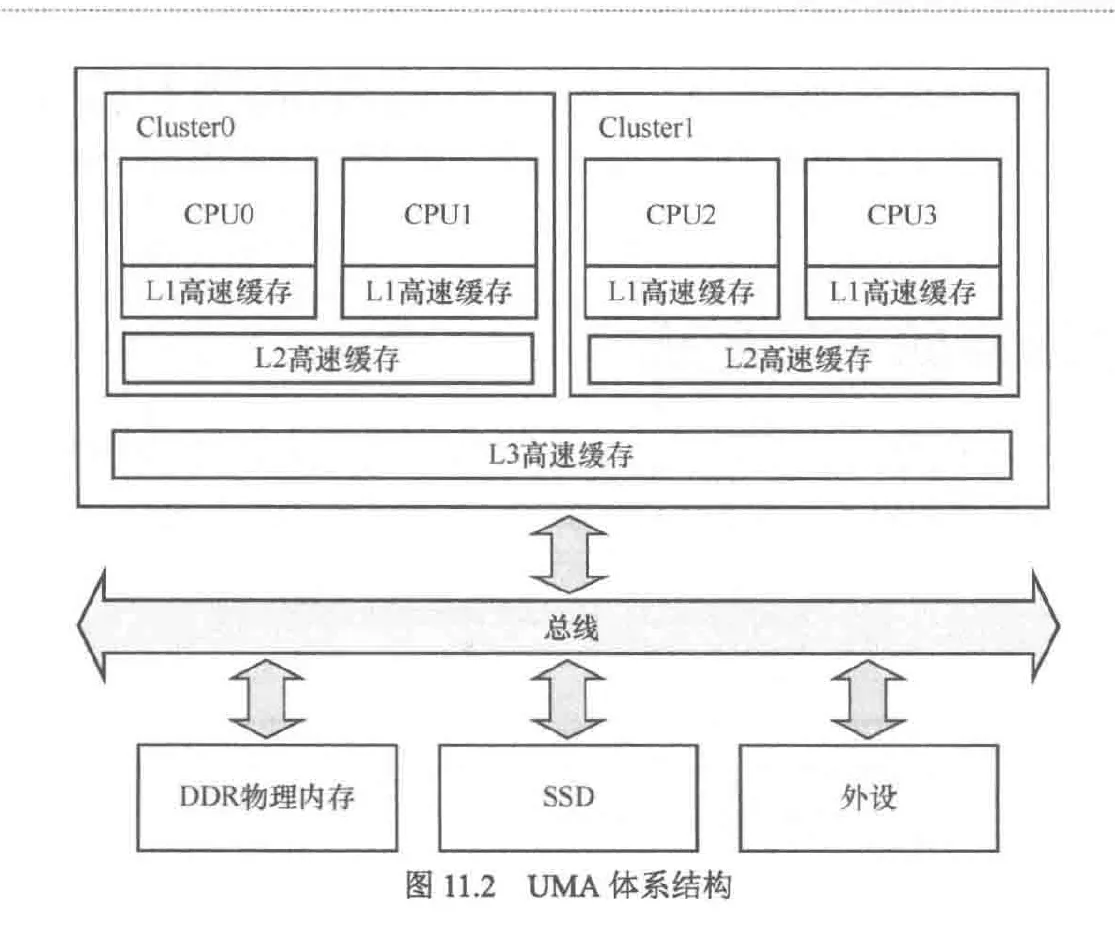 Cluster0 Cluster1
CPU0 CPU1 CPU2 CPU3
L1高速缓存 L1高速缓存 L1高速缓存 L1高速缓存
L2高速缓存 L2高速缓存
L3高速缓存
总线
DDR物理内存 SSD 外设
图 11.2 UMA 体系结构